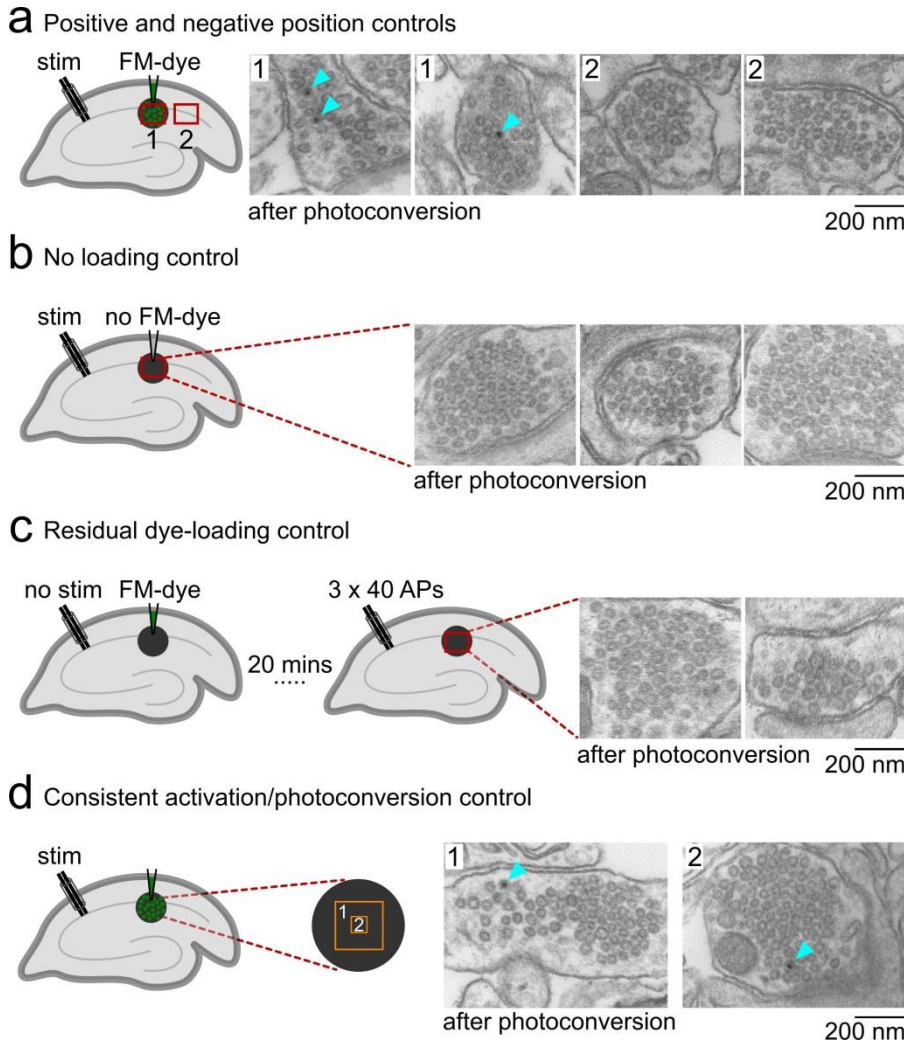 a Positive and negative position controls
stim FM-dye
1 2
1 1 2 2
after photoconversion
200 nm
b No loading control
stim no FM-dye
after photoconversion
200 nm
c Residual dye-loading control
no stim FM-dye 3 x 40 APs
20 mins
.....
after photoconversion
200 nm
d Consistent activation/photoconversion control
stim
1
2
1 2
after photoconversion
200 nm